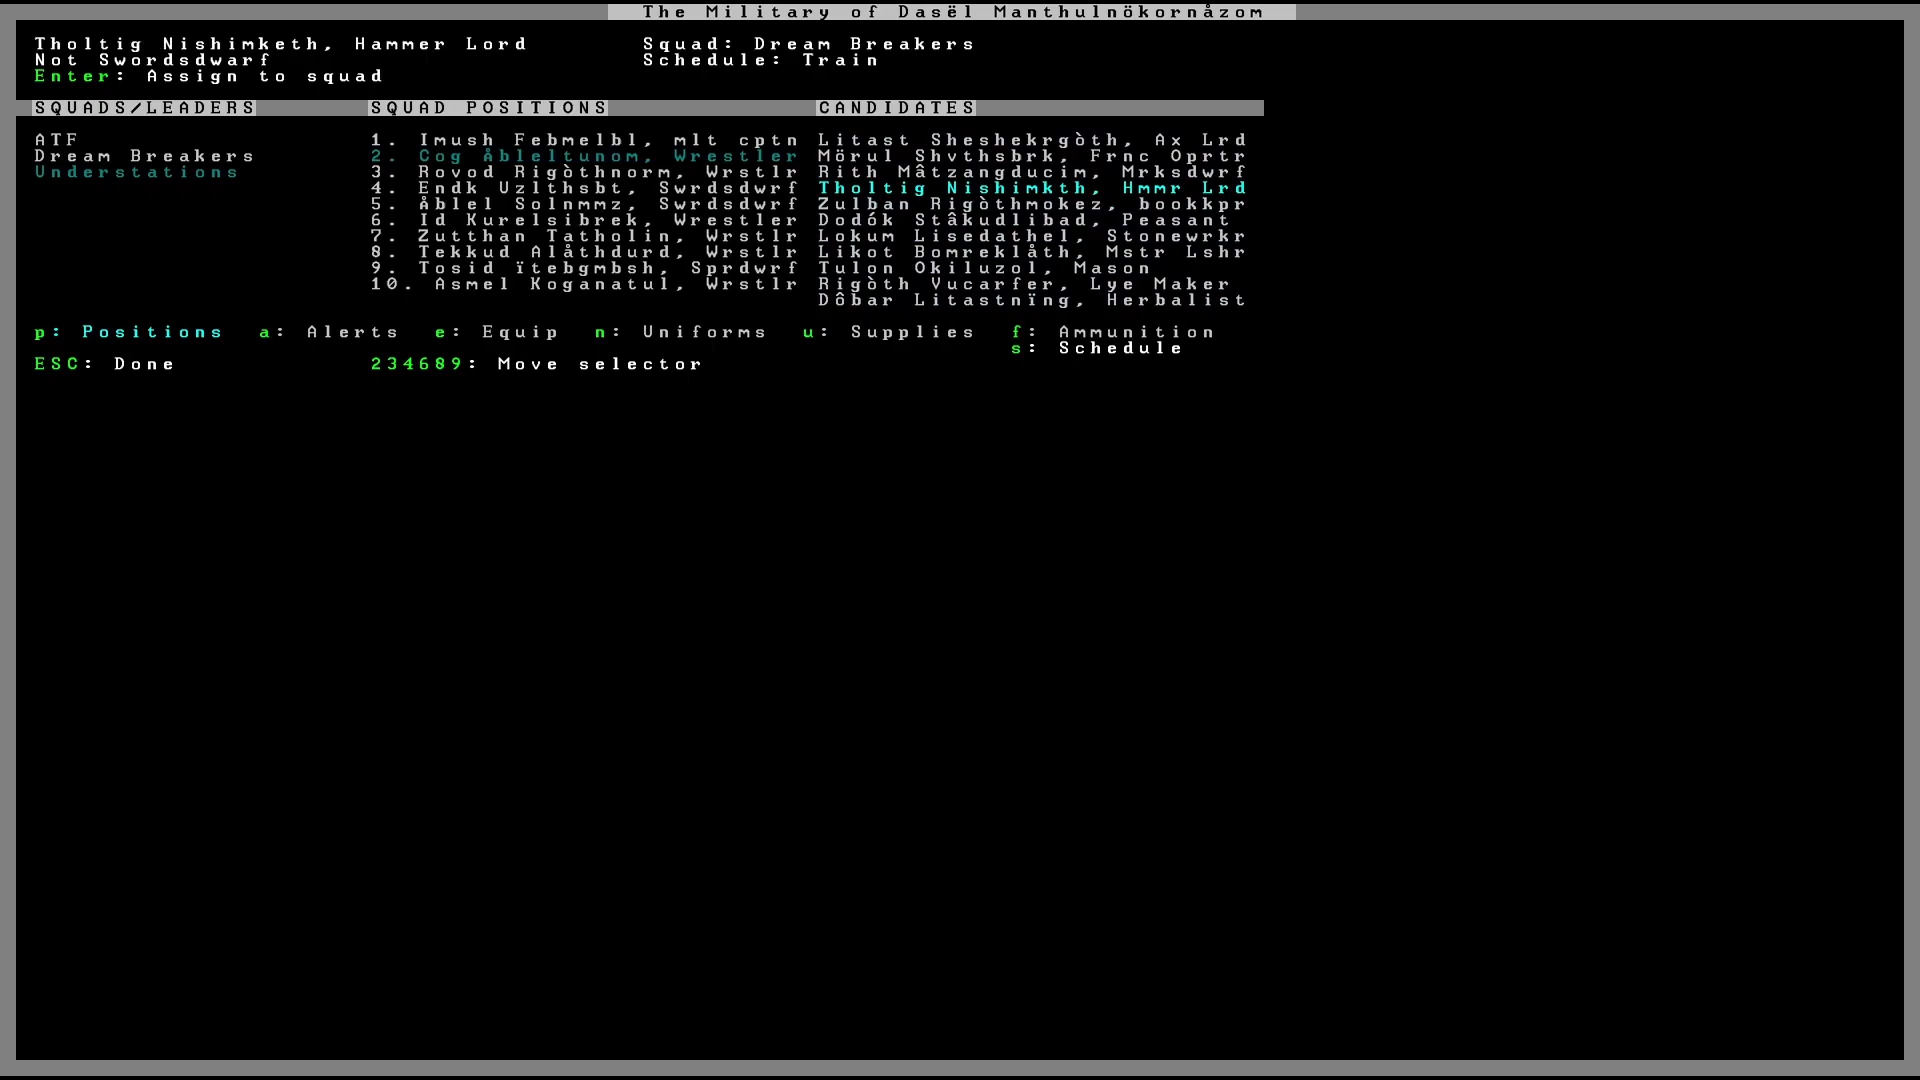 The Military of Dasël Manthulnökornåzom
Tholtig Nishimketh, Hammer Lord Squad: Dream Breakers
Not Swordsdwarf Schedule: Train
Enter: Assign to squad
SQUADS/LEADERS SQUAD POSITIONS CANDIDATES
ATF 1. Imush Febmelbl, mlt cptn Litast Sheshekrgòth, Ax Lrd
Dream Breakers 2. Cog Åbleltunom, Wrestler Mörul Shvthsbrk, Frnc Oprtr
Understations 3. Rovod Rigòthnorm, Wrstlr Rith Mâtzangducim, Mrksdwrf
4. Endk Uzlthsbt, Swrdsdwrf Tholtig Nishimkth, Hmmr Lrd
5. Åblel Solnmmz, Swrdsdwrf Zulban Rigòthmokez, bookkpr
6. Id Kurelsibrek, Wrestler Dodók Stâkudlibad, Peasant
7. Zutthan Tatholin, Wrstlr Lokum Lisedathel, Stonewrkr
8. Tekkud Alåthdurd, Wrstlr Likot Bomreklåth, Mstr Lshr
9. Tosid ïtebgmbsh, Sprdwrf Tulon Okiluzol, Mason
10. Asmel Koganatul, Wrstlr Rigòth Vucarfer, Lye Maker
Dôbar Litastnïng, Herbalist
p: Positions a: Alerts e: Equip n: Uniforms u: Supplies f: Ammunition
s: Schedule
ESC: Done 234689: Move selector